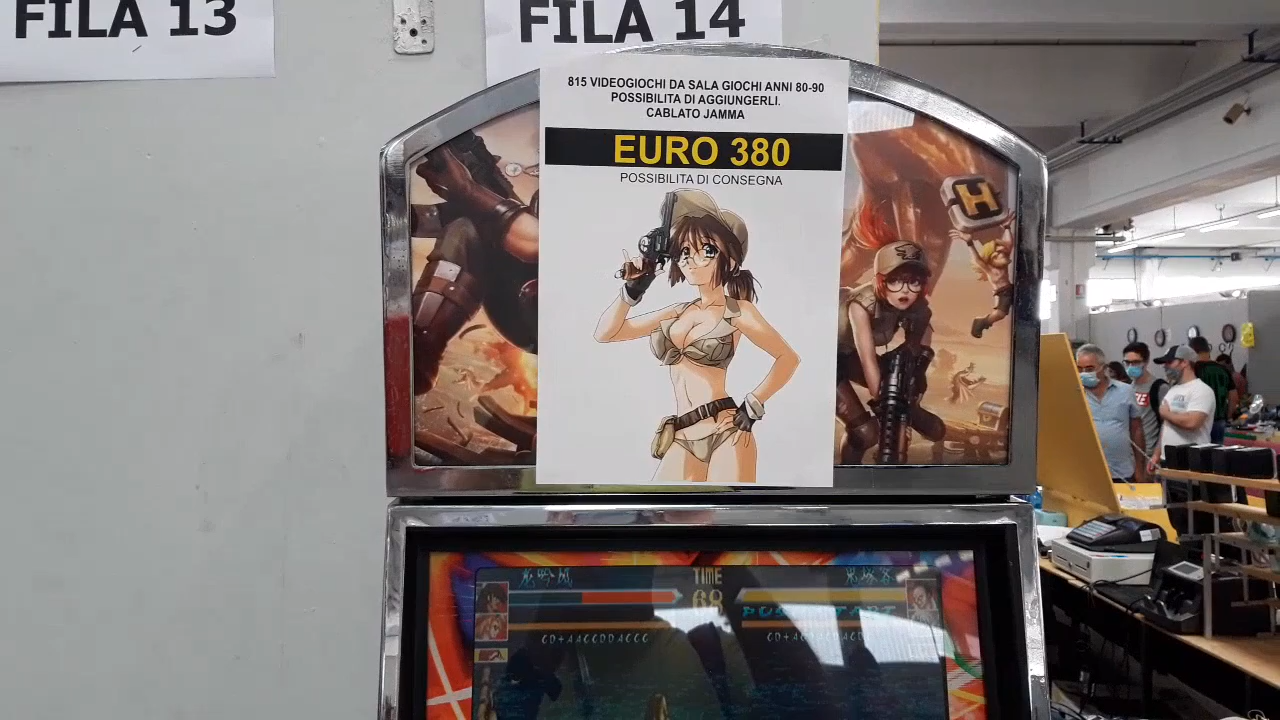 FILA 13
FILA 14
815 VIDEOGIOCHI DA SALA GIOCHI ANNI 80-90
POSSIBILITA DI AGGIUNGERLI.
CABLATO JAMMA
EURO 380
POSSIBILITA DI CONSEGNA
H
TIME
68